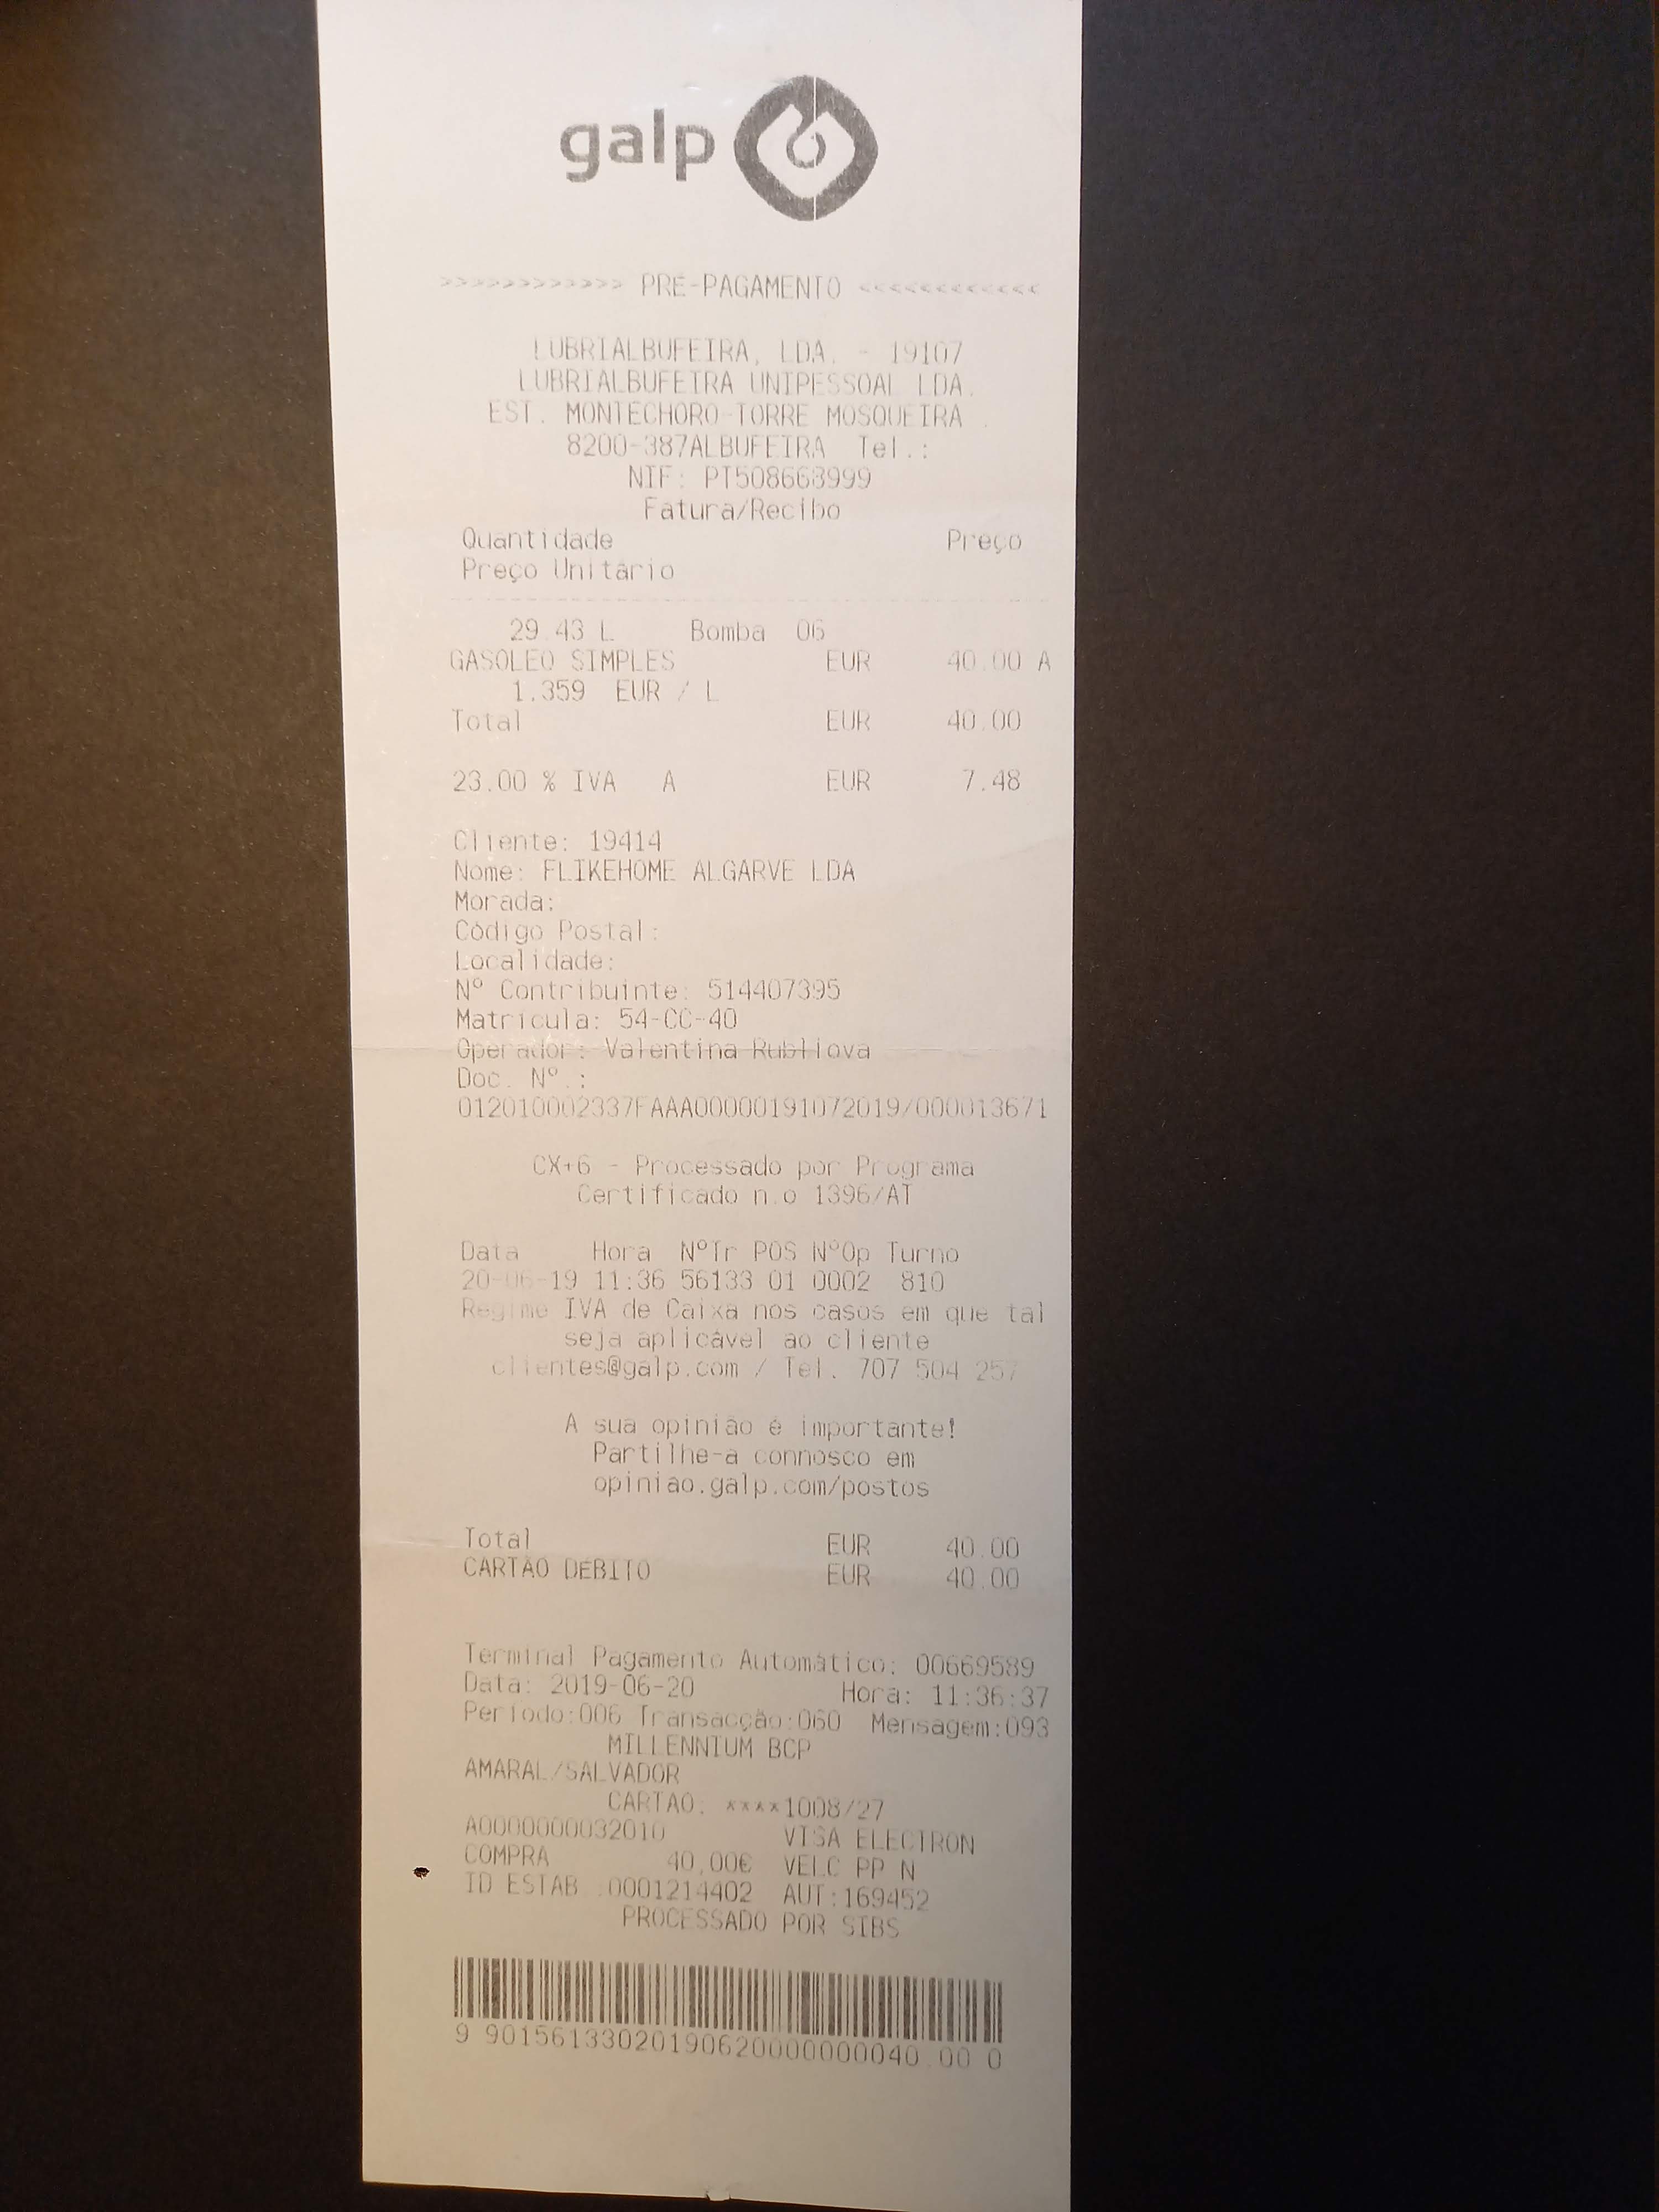 galp
>>>>>>>>>>>> PRE-PAGAMENTO <<<<<<<<<<<<
LUBRIALBUFEIRA, LDA. - 19107
LUBRIALBUFEIRA UNIPESSOAL LDA.
EST. MONTECHORO-TORRE MOSQUEIRA .
8200-387ALBUFEIRA Tel.:
NIF: PT508663999
Fatura/Recibo
Quantidade Preço
Preço Unitário
29.43 L Bomba 06
GASOLEO SIMPLES EUR 40.00 A
1.359 EUR / L
Total EUR 40.00
23.00 % IVA A EUR 7.48
Cliente: 19414
Nome: FLIKEHOME ALGARVE LDA
Morada:
Código Postal:
Localidade:
Nº Contribuinte: 514407395
Matrícula: 54-CC-40
Operador: Valentina Rubliova
Doc. Nº.:
012010002337FAAA00000191072019/000013671
CX+6 - Processado por Programa
Certificado n.o 1396/AT
Data Hora NºTr POS NºOp Turno
20-06-19 11:36 56133 01 0002 810
Regime IVA de Caixa nos casos em que tal
seja aplicável ao cliente
clientes@galp.com / Tel. 707 504 257
A sua opinião é importante!
Partilhe-a connosco em
opiniao.galp.com/postos
Total EUR 40.00
CARTÃO DÉBITO EUR 40.00
Terminal Pagamento Automático: 00669589
Data: 2019-06-20 Hora: 11:36:37
Período:006 Transacção:060 Mensagem:093
MILLENNIUM BCP
AMARAL/SALVADOR
CARTAO: ****1008/27
A0000000032010 VISA ELECTRON
COMPRA 40,00€ VELC PP N
ID ESTAB :0001214402 AUT:169452
PROCESSADO POR SIBS
9 90156133020190620000000040.00 0